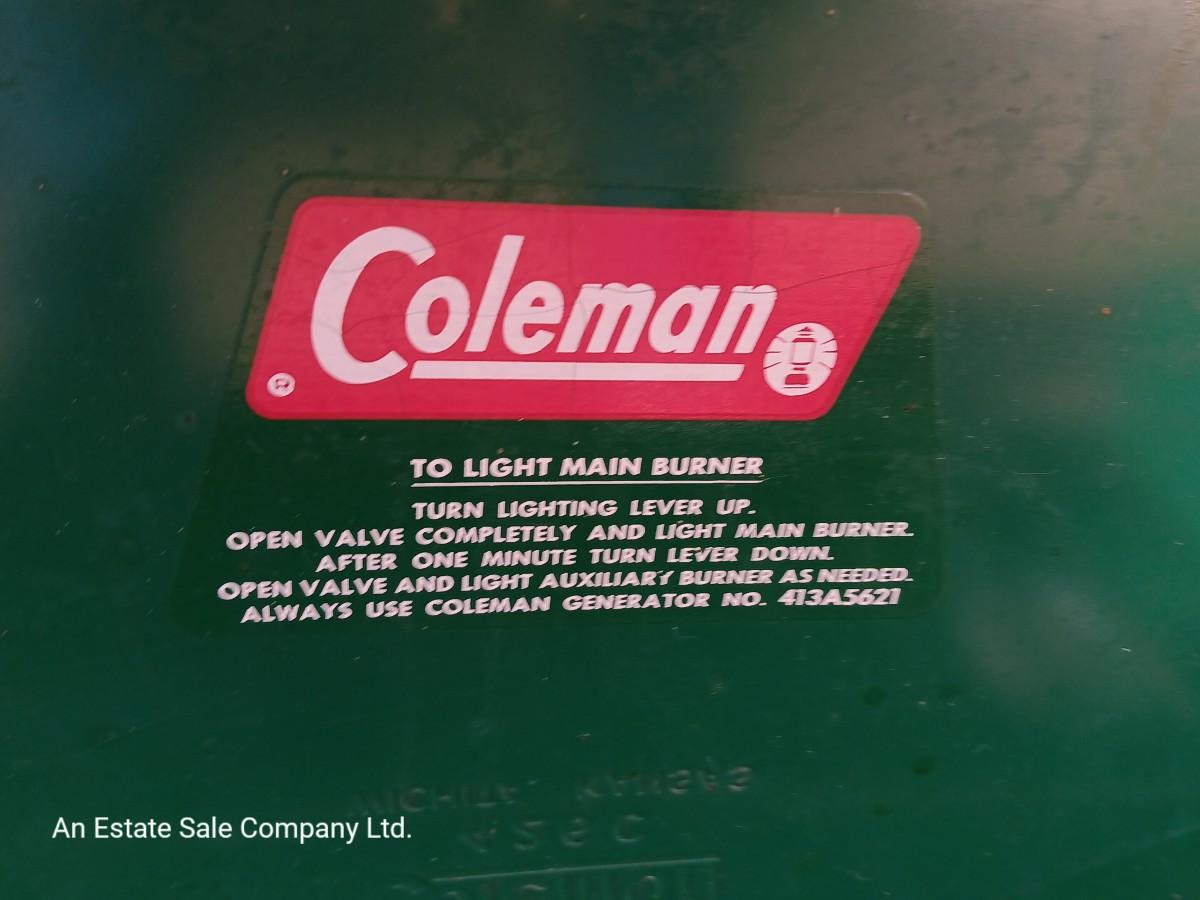 Coleman
®
TO LIGHT MAIN BURNER
TURN LIGHTING LEVER UP.
OPEN VALVE COMPLETELY AND LIGHT MAIN BURNER.
AFTER ONE MINUTE TURN LEVER DOWN.
OPEN VALVE AND LIGHT AUXILIARY BURNER AS NEEDED.
ALWAYS USE COLEMAN GENERATOR NO. 413A5621
WICHITA KANSAS
An Estate Sale Company Ltd.